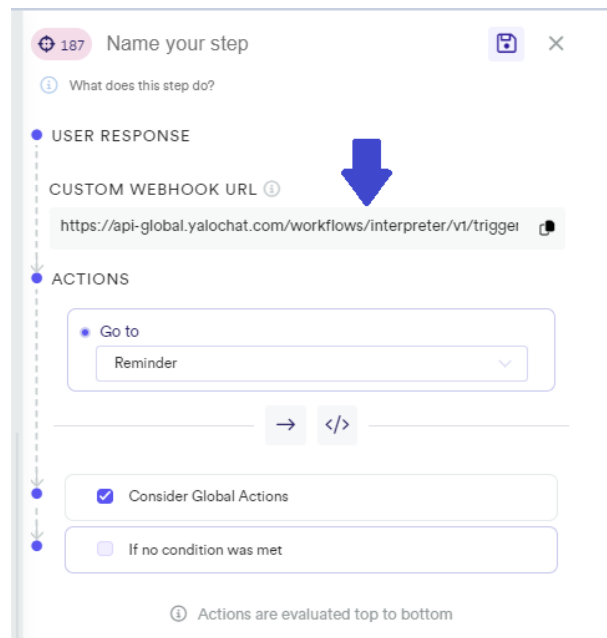 187 Name your step
What does this step do?
USER RESPONSE
CUSTOM WEBHOOK URL
https://api-global.yalochat.com/workflows/interpreter/v1/trigger
ACTIONS
Go to
Reminder
</>
Consider Global Actions
If no condition was met
Actions are evaluated top to bottom